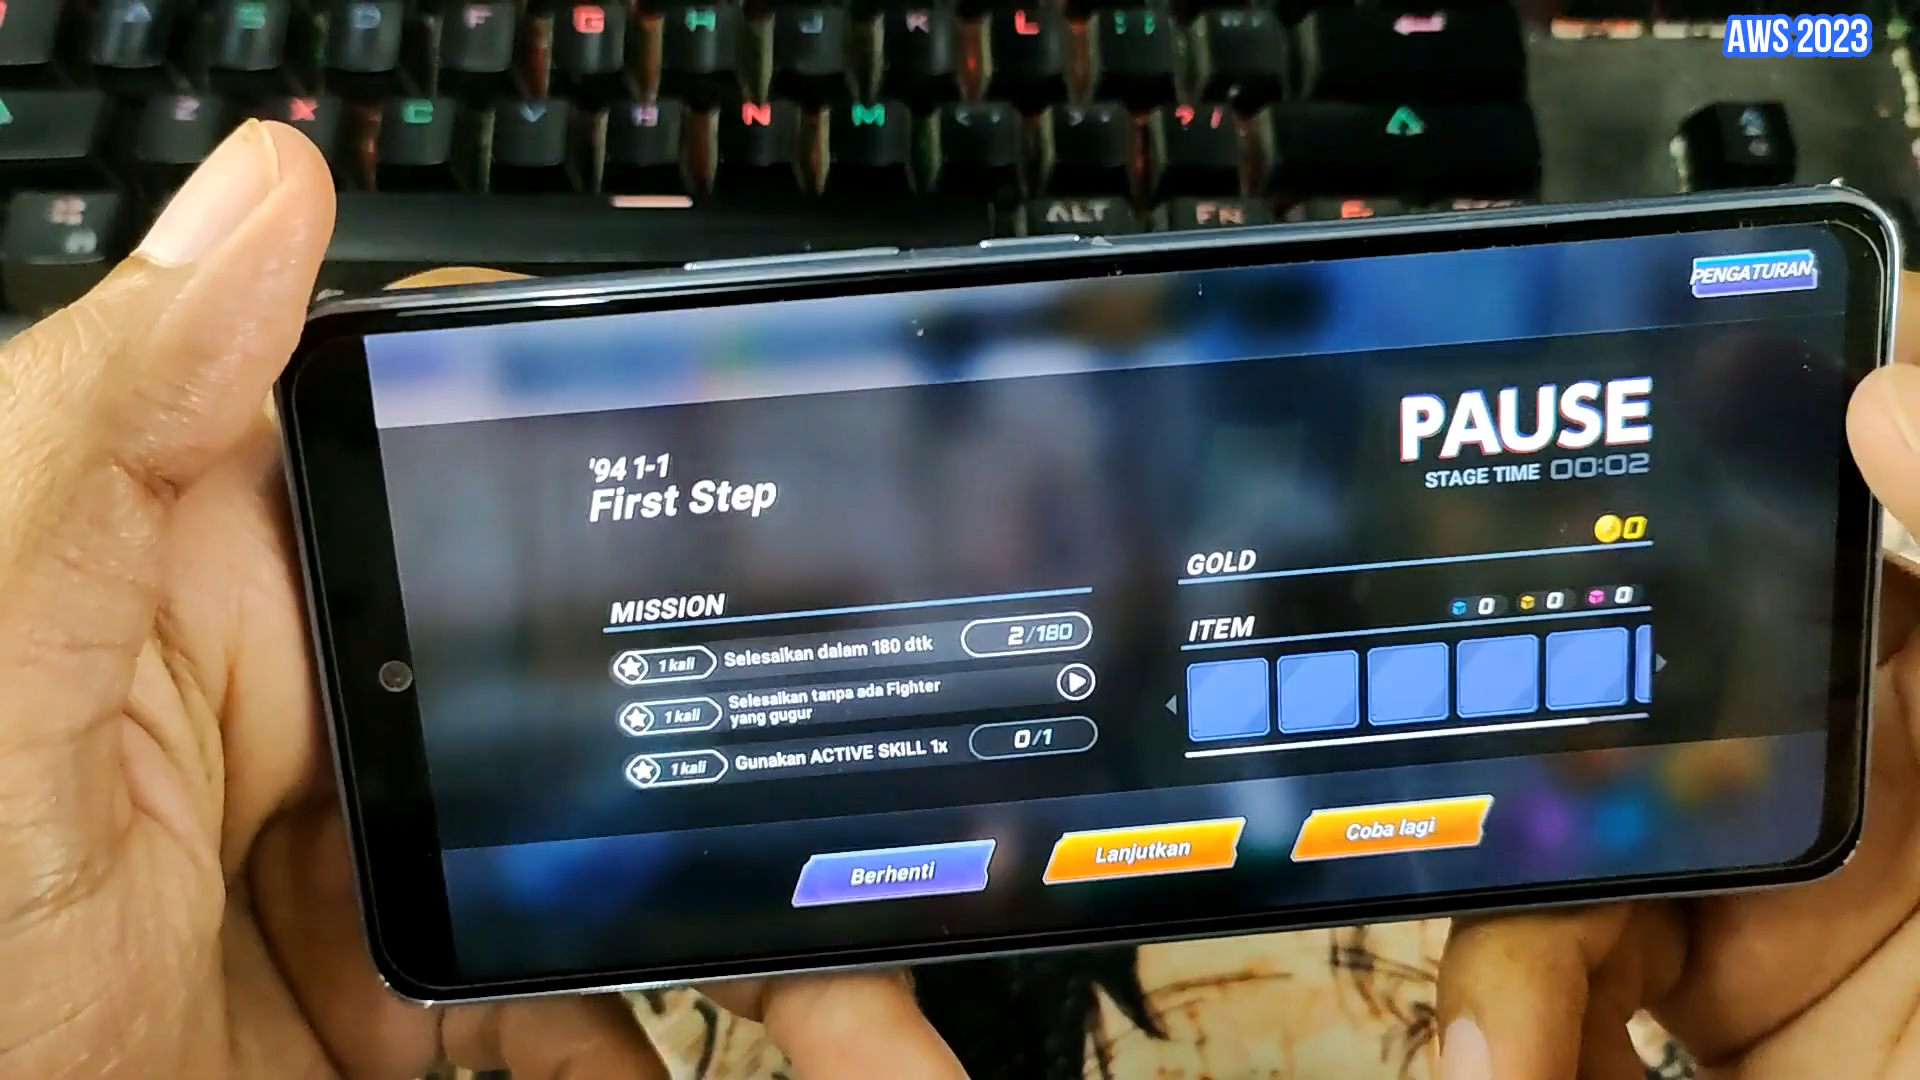 AWS 2023
A S D F G H J K L
Z X C V B N M
ALT FN
PENGATURAN
PAUSE
STAGE TIME 00:02
'94 1-1
First Step
MISSION
1 kali Selesaikan dalam 180 dtk 2/180
1 kali Selesaikan tanpa ada Fighter
yang gugur
1 kali Gunakan ACTIVE SKILL 1x 0/1
0
GOLD
0 0 0
ITEM
Berhenti
Lanjutkan
Coba lagi